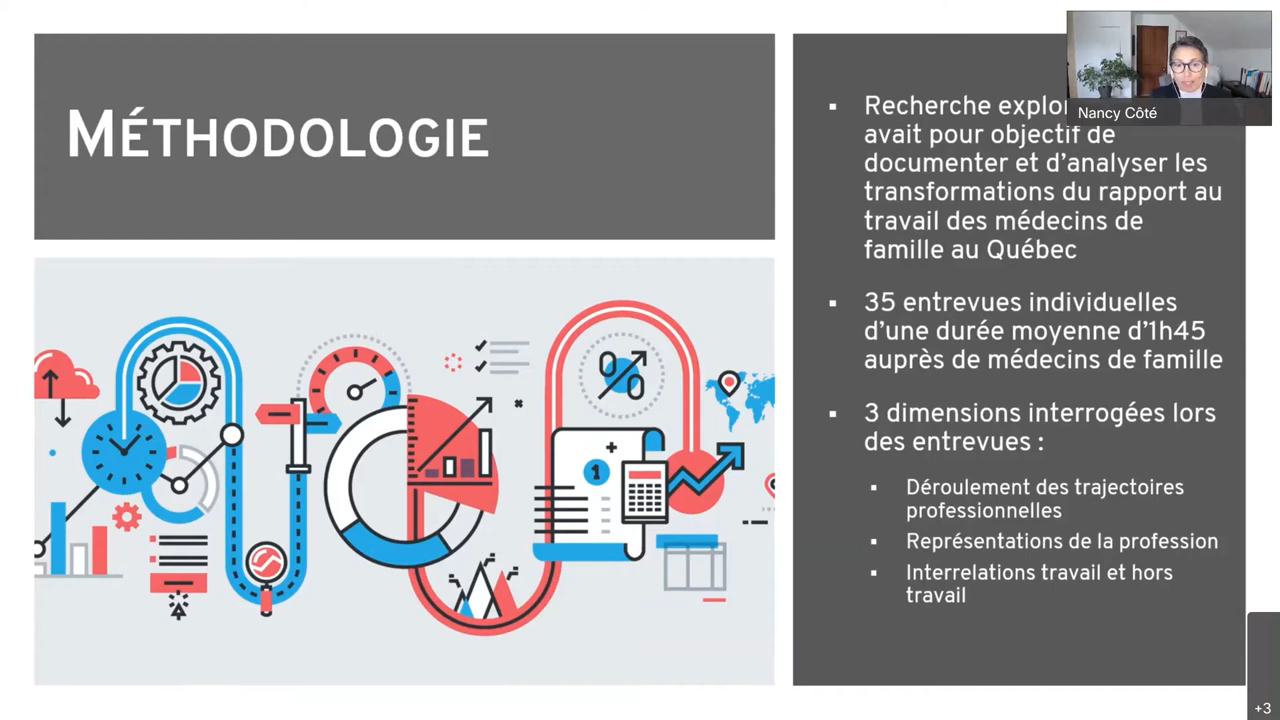 MÉTHODOLOGIE
Nancy Côté
▪ Recherche
avait pour objectif de
documenter et d'analyser les
transformations du rapport au
travail des médecins de
famille au Québec
▪ 35 entrevues individuelles
d'une durée moyenne d'1h45
auprès de médecins de famille
▪ 3 dimensions interrogées lors
des entrevues :
▪ Déroulement des trajectoires
professionnelles
▪ Représentations de la profession
▪ Interrelations travail et hors
travail
%
1
+3